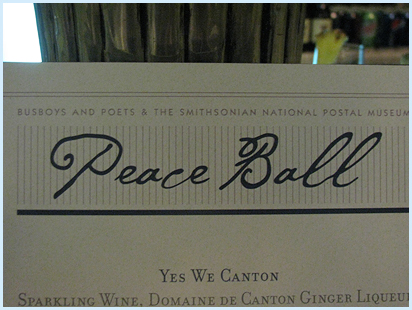 BUSBOYS AND POETS & THE SMITHSONIAN NATIONAL POSTAL MUSEUM
Peace Ball
YES WE CANTON
SPARKLING WINE, DOMAINE DE CANTON GINGER LIQUEUR